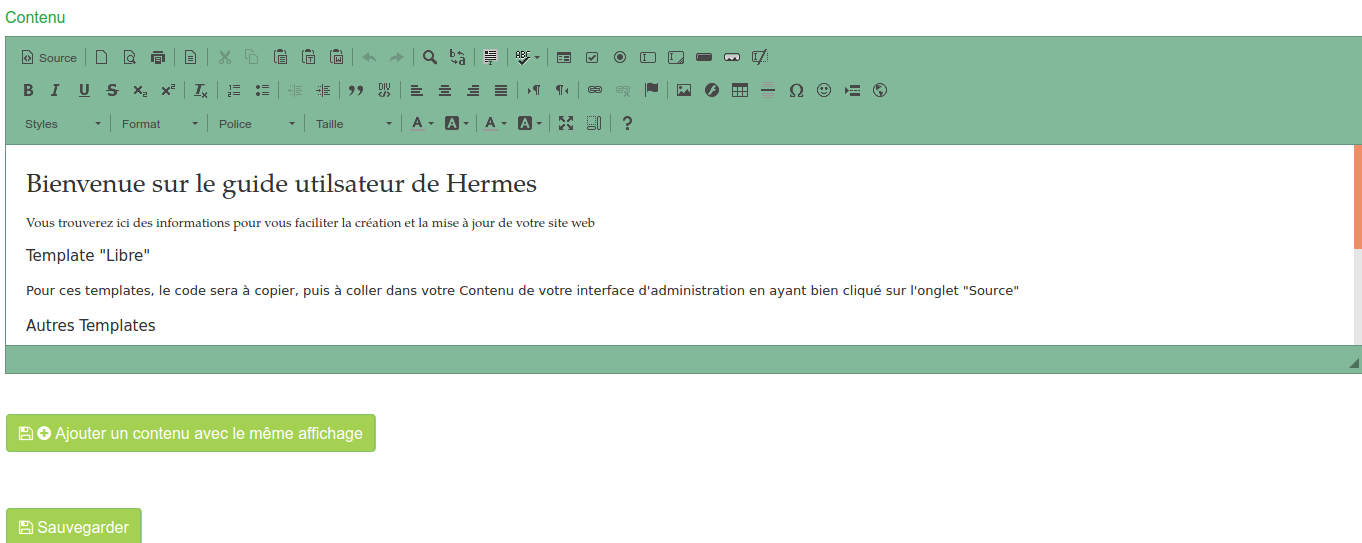 Contenu
Source
Styles Format Police Taille
Bienvenue sur le guide utilsateur de Hermes
Vous trouverez ici des informations pour vous faciliter la création et la mise à jour de votre site web
Template "Libre"
Pour ces templates, le code sera à copier, puis à coller dans votre Contenu de votre interface d'administration en ayant bien cliqué sur l'onglet "Source"
Autres Templates
Ajouter un contenu avec le même affichage
Sauvegarder